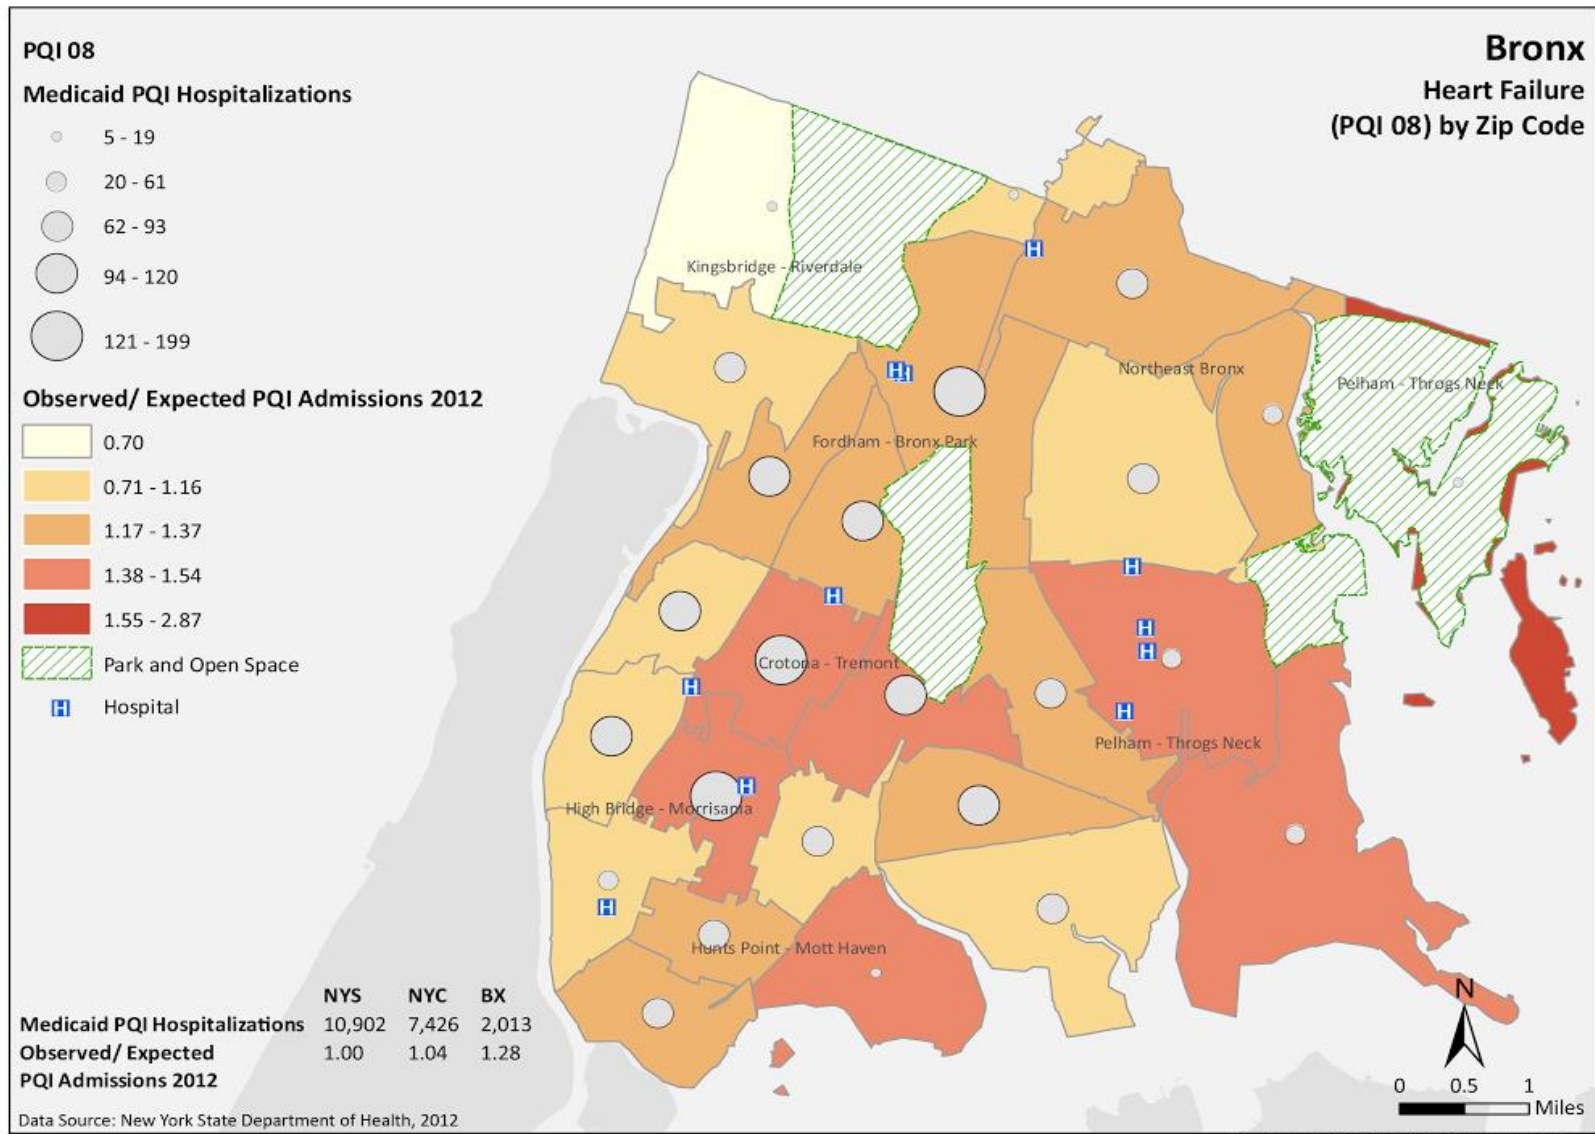 PQI 08
Medicaid PQI Hospitalizations
5 - 19
20 - 61
62 - 93
94 - 120
121 - 199
Observed/ Expected PQI Admissions 2012
0.70
0.71 - 1.16
1.17 - 1.37
1.38 - 1.54
1.55 - 2.87
Park and Open Space
H Hospital
Bronx
Heart Failure
(PQI 08) by Zip Code
Kingsbridge - Riverdale
H
Northeast Bronx
Pelham - Throgs Neck
H H
Fordham - Bronx Park
H
H
H
H
Crotona - Tremont
H
H
Pelham - Throgs Neck
H
High Bridge - Morrisania
H
Hunts Point - Mott Haven
NYS NYC BX
Medicaid PQI Hospitalizations 10,902 7,426 2,013
Observed/ Expected 1.00 1.04 1.28
PQI Admissions 2012
Data Source: New York State Department of Health, 2012
N
0 0.5 1
Miles